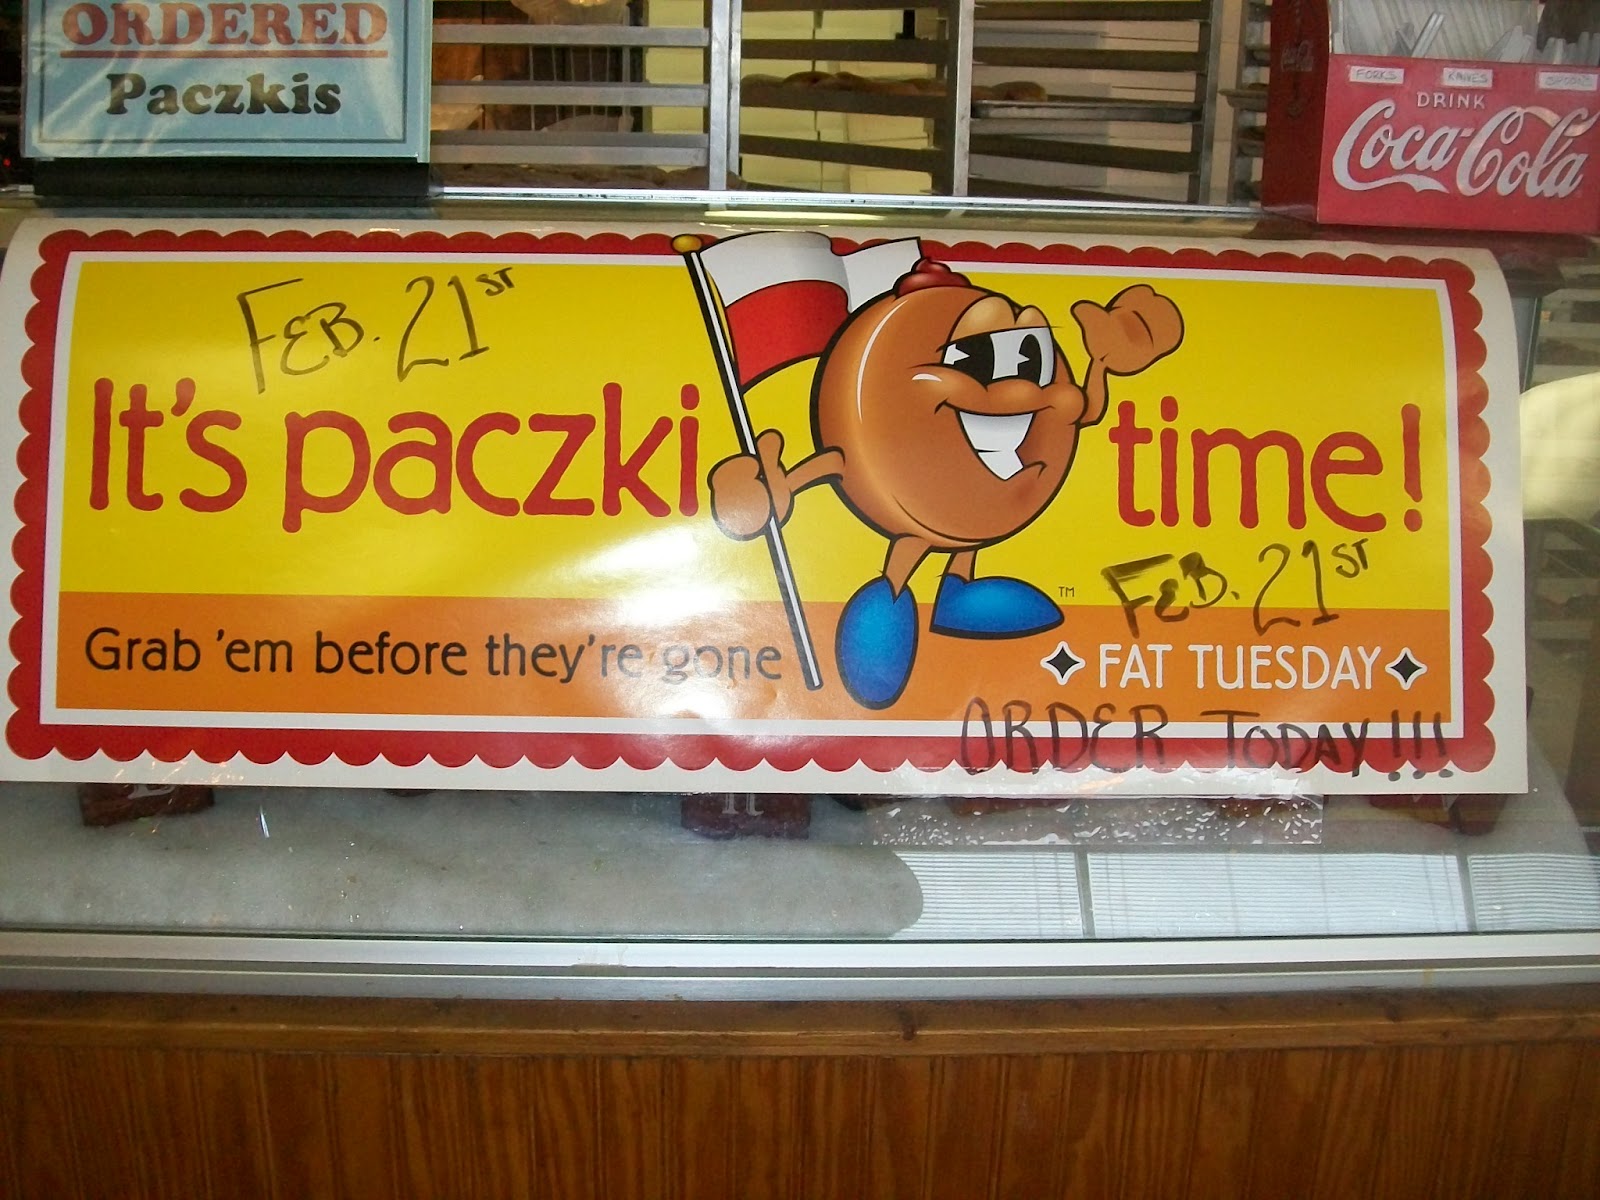 ORDERED
Paczkis
FORKS
KNIVES
SPOONS
DRINK
Coca-Cola
FEB. 21ST
It's paczki time!
FEB. 21ST
TM
Grab 'em before they're gone
FAT TUESDAY
ORDER TODAY!!!